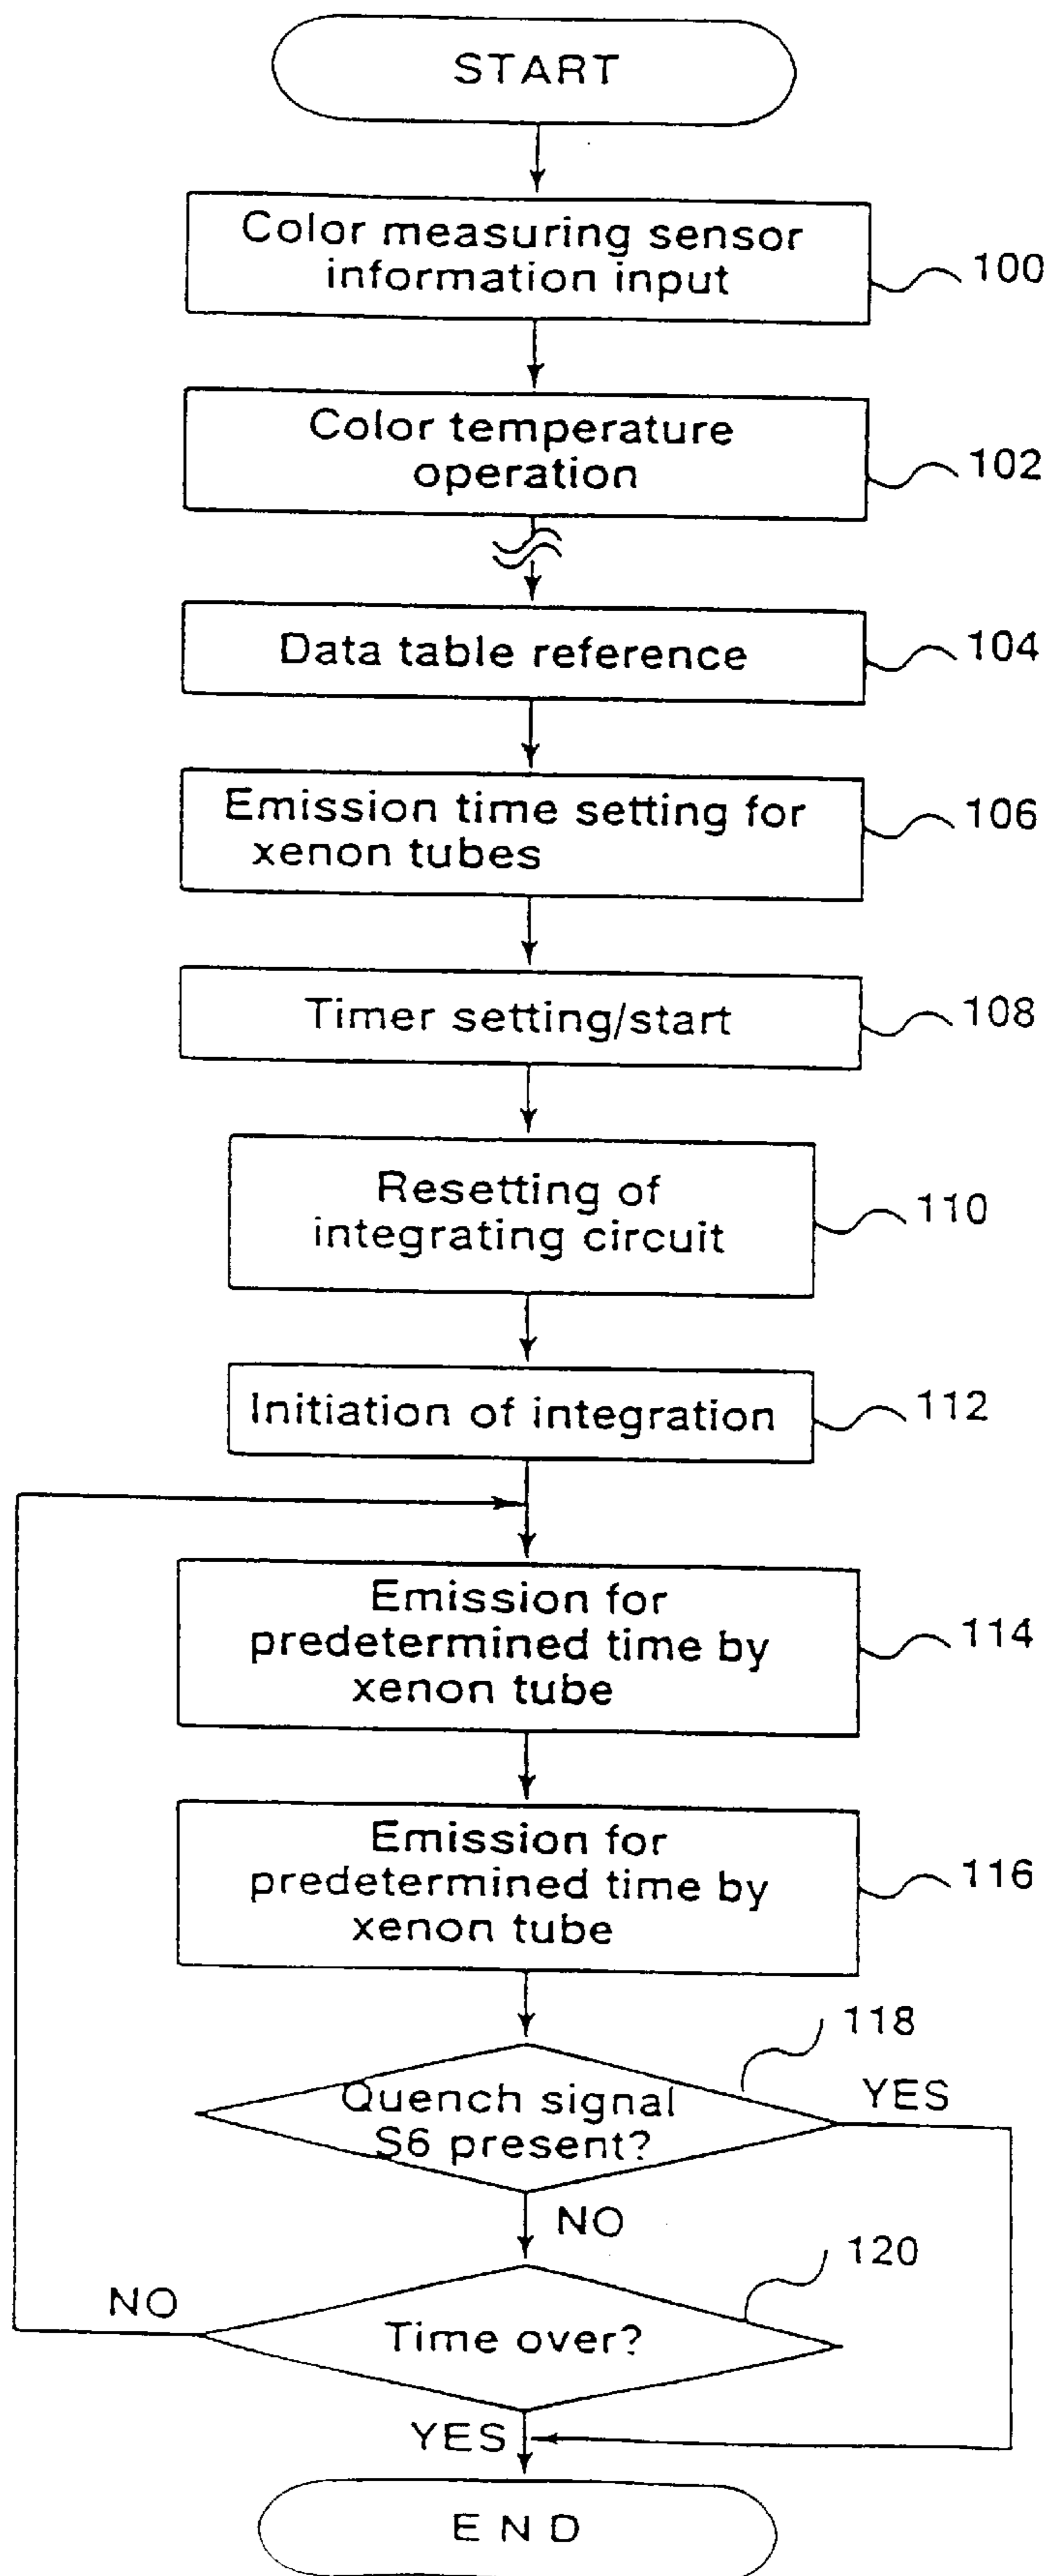 START
Color measuring sensor
information input
100
Color temperature
operation
102
Data table reference
104
Emission time setting for
xenon tubes
106
Timer setting/start
108
Resetting of
integrating circuit
110
Initiation of integration
112
Emission for
predetermined time by
xenon tube
114
Emission for
predetermined time by
xenon tube
116
118
Quench signal
S6 present?
YES
NO
120
NO
Time over?
YES
END